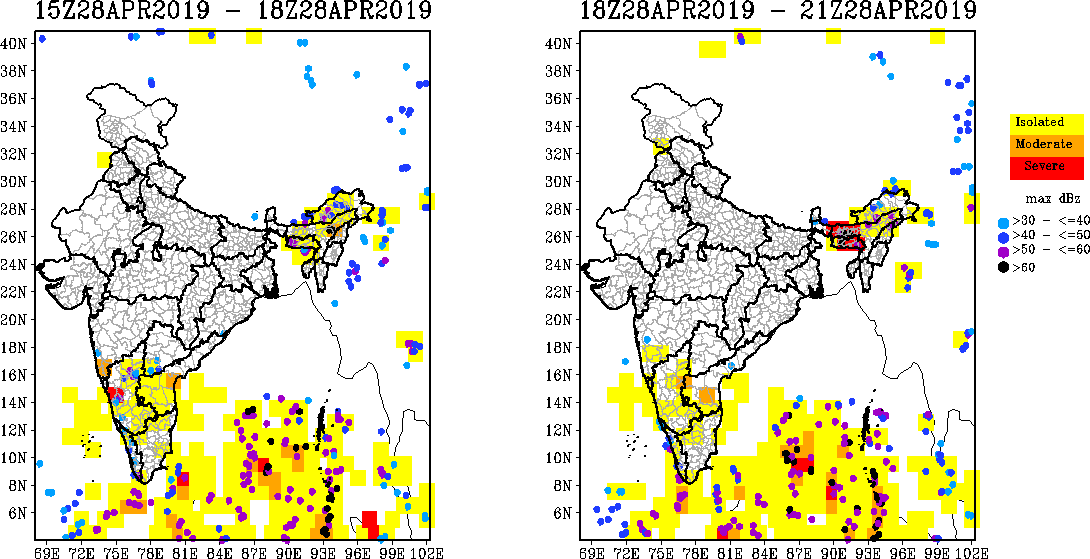 15Z28APR2019 - 18Z28APR2019
18Z28APR2019 - 21Z28APR2019
40N
38N
36N
34N
32N
30N
28N
26N
24N
22N
20N
18N
16N
14N
12N
10N
8N
6N
69E 72E 75E 78E 81E 84E 87E 90E 93E 96E 99E 102E
40N
38N
36N
34N
32N
30N
28N
26N
24N
22N
20N
18N
16N
14N
12N
10N
8N
6N
69E 72E 75E 78E 81E 84E 87E 90E 93E 96E 99E 102E
Isolated
Moderate
Severe
max dBz
>30 - <=40
>40 - <=50
>50 - <=60
>60